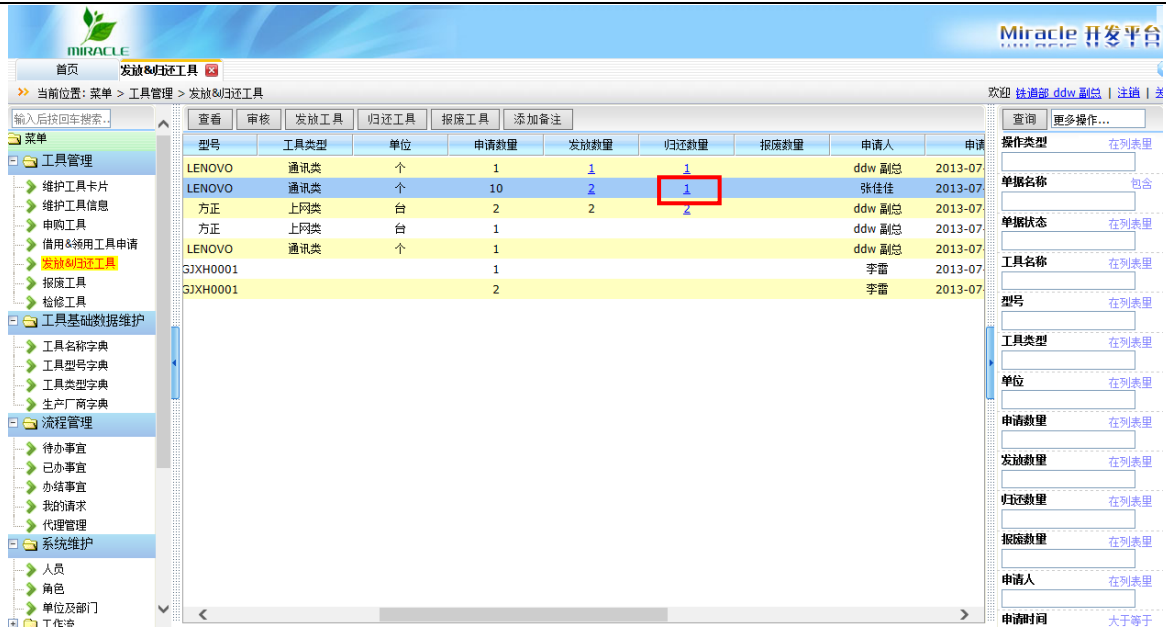 MIRACLE
Miracle 开发平台
首页 发放&归还工具
当前位置: 菜单 > 工具管理 > 发放&归还工具
欢迎 铁道部 ddw 副总 | 注销 |
输入后按回车搜索..
查看 审核 发放工具 归还工具 报废工具 添加备注
查询 更多操作...
菜单
工具管理
维护工具卡片
维护工具信息
申购工具
借用&领用工具申请
发放&归还工具
报废工具
检修工具
工具基础数据维护
工具名称字典
工具型号字典
工具类型字典
生产厂商字典
流程管理
待办事宜
已办事宜
办结事宜
我的请求
代理管理
系统维护
人员
角色
单位及部门
工作流
型号 工具类型 单位 申请数量 发放数量 归还数量 报废数量 申请人 申请
LENOVO 通讯类 个 1 1 1 ddw 副总 2013-07-
LENOVO 通讯类 个 10 2 1 张佳佳 2013-07-
方正 上网类 台 2 2 2 ddw 副总 2013-07-
方正 上网类 台 1 ddw 副总 2013-07-
LENOVO 通讯类 个 1 ddw 副总 2013-07-
GJXH0001 1 李雷 2013-07-
GJXH0001 2 李雷 2013-07-
操作类型 在列表里
单据名称 包含
单据状态 在列表里
工具名称 在列表里
型号 在列表里
工具类型 在列表里
单位 在列表里
申请数量 在列表里
发放数量 在列表里
归还数量 在列表里
报废数量 在列表里
申请人 在列表里
申请时间 大于等于